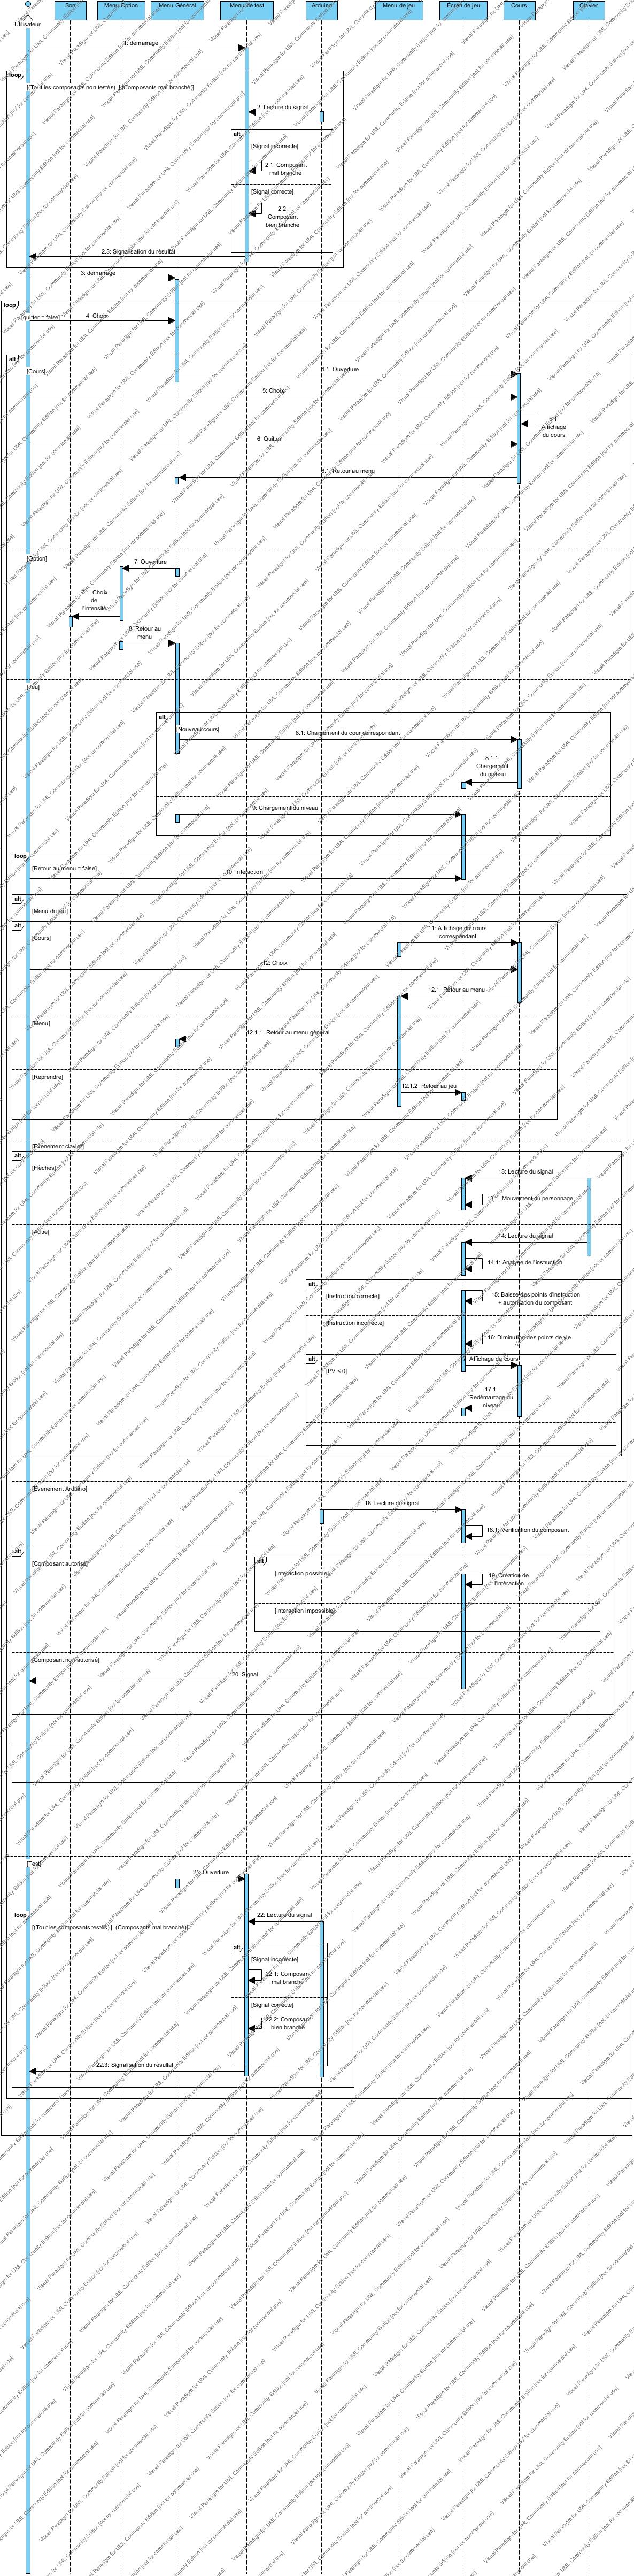 Utilisateur
Son
Menu Option
Menu Général
Menu de test
Arduino
Menu de jeu
Ecran de jeu
Cours
Clavier
1: démarrage
loop
[(Tout les composants non testés) || (Composants mal branché)]
2: Lecture du signal
alt
[Signal incorrecte]
2.1: Composant
mal branché
[Signal correcte]
2.2:
Composant
bien branché
2.3: Signalisation du résultat
3: démarrage
loop
[quitter = false]
4: Choix
alt
[Cours]
4.1: Ouverture
5: Choix
5.1:
Affichage
du cours
6: Quitter
6.1: Retour au menu
[Option]
7: Ouverture
7.1: Choix
de
l'intensité
8: Retour au
menu
[Jeu]
alt
[Nouveau cours]
8.1: Chargement du cour correspondant
8.1.1:
Chargement
du niveau
9: Chargement du niveau
loop
[Retour au menu = false]
10: Intéraction
alt
[Menu du jeu]
alt
[Cours]
11: Affichage du cours
correspondant
12: Choix
12.1: Retour au menu
[Menu]
12.1.1: Retour au menu général
[Reprendre]
12.1.2: Retour au jeu
[Evenement clavier]
alt
[Flèches]
13: Lecture du signal
13.1: Mouvement du personnage
[Autre]
14: Lecture du signal
14.1: Analyse de l'instruction
alt
[Instruction correcte]
15: Baisse des points d'instruction
+ autorisation du composant
[Instruction incorrecte]
16: Diminution des points de vie
alt
[PV < 0]
17: Affichage du cours
17.1:
Redémarrage du
niveau
[Evenement Arduino]
18: Lecture du signal
18.1: Vérification du composant
alt
[Composant autorisé]
alt
[Interaction possible]
19: Création de
l'intéraction
[Interaction impossible]
[Composant non autorisé]
20: Signal
[Test]
21: Ouverture
loop
[(Tout les composants testés) || (Composants mal branché)]
22: Lecture du signal
alt
[Signal incorrecte]
22.1: Composant
mal branché
[Signal correcte]
22.2: Composant
bien branché
22.3: Signalisation du résultat
Visual Paradigm for UML Community Edition [not for commercial use]